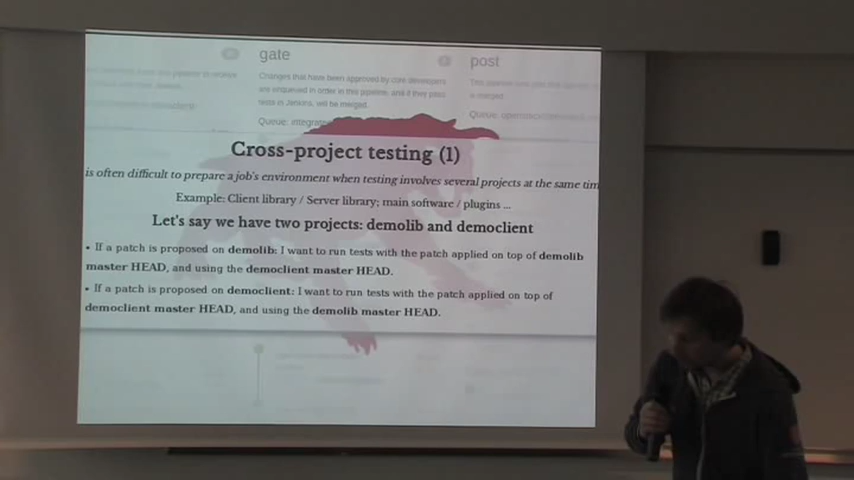 gate
post
Changes that have been approved by core developers
are enqueued in order in this pipeline, and if they pass
tests in Jenkins, will be merged.
is merged.
Queue: integrate
Queue:
Cross-project testing (1)
is often difficult to prepare a job's environment when testing involves several projects at the same tim
Example: Client library / Server library; main software / plugins ...
Let's say we have two projects: demolib and democlient
• If a patch is proposed on demolib: I want to run tests with the patch applied on top of demolib
master HEAD, and using the democlient master HEAD.
• If a patch is proposed on democlient: I want to run tests with the patch applied on top of
democlient master HEAD, and using the demolib master HEAD.